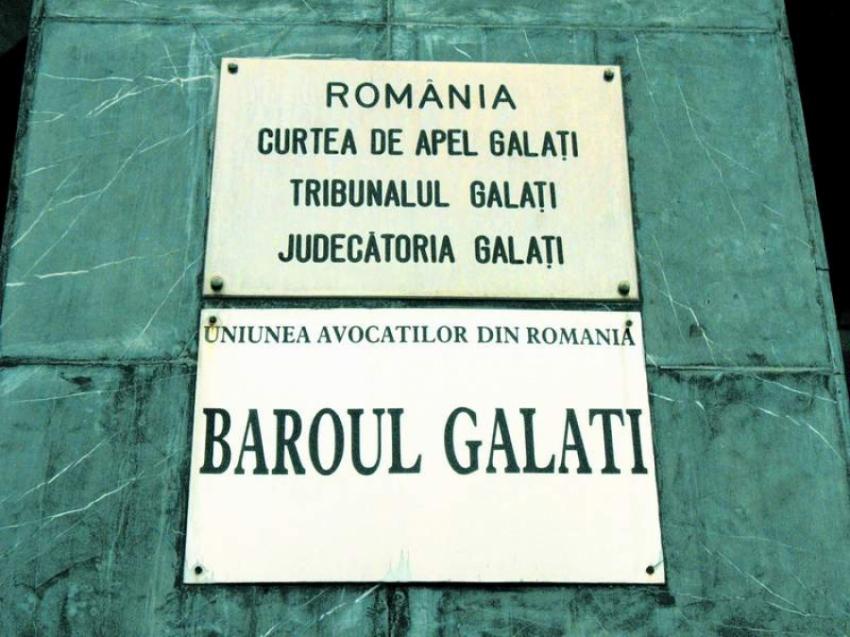 ROMÂNIA
CURTEA DE APEL GALAȚI
TRIBUNALUL GALAȚI
JUDECĂTORIA GALAȚI
UNIUNEA AVOCATILOR DIN ROMANIA
BAROUL GALATI